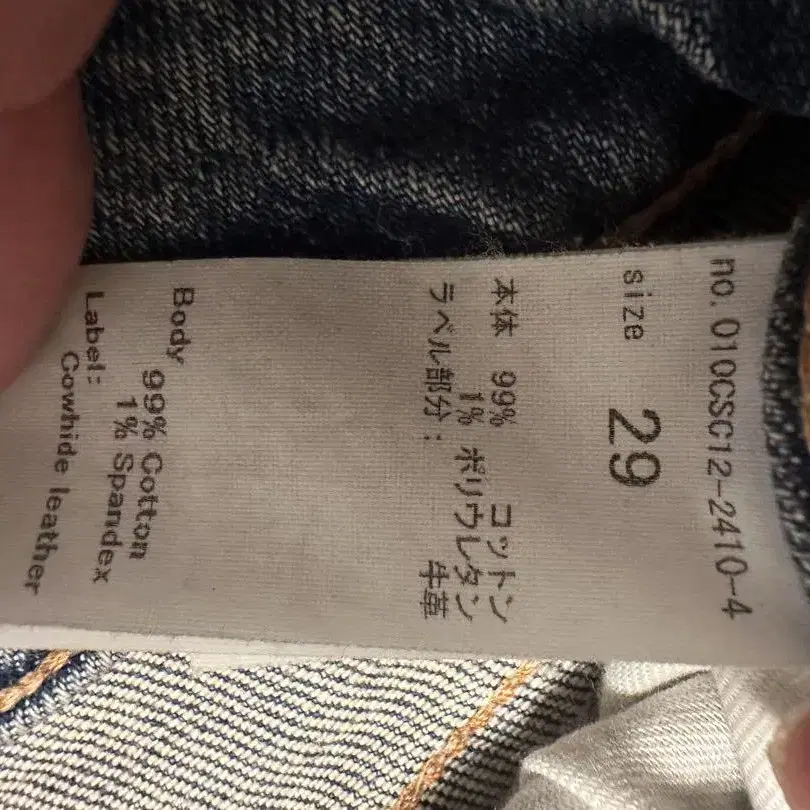 no. 010CSC12-2410-4
size 29
本体 99% コットン
1% ポリウレタン
ラベル部分: 牛革
Body
99% Cotton
1% Spandex
Label:
Cowhide leather